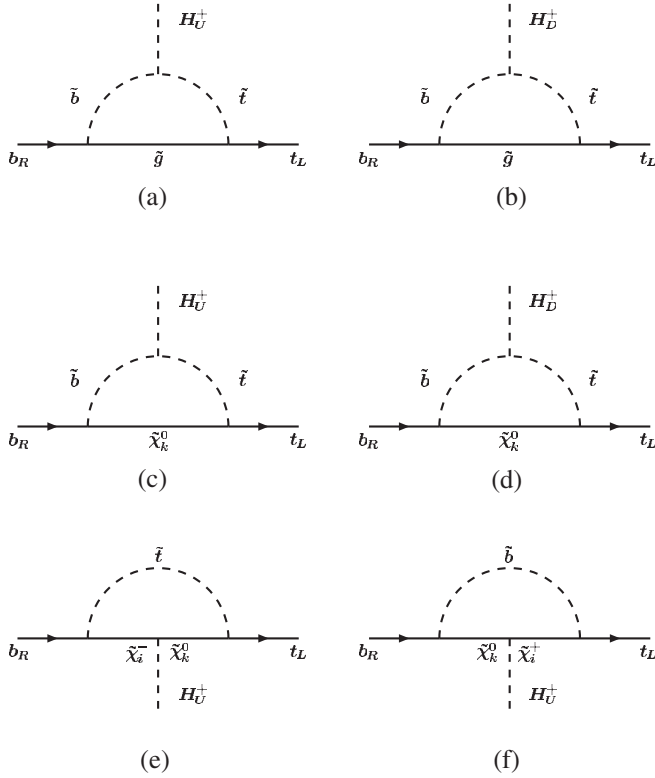 H_U^+ H_D^+
b̃ t̃ b̃ t̃
b_R g̃ t_L b_R g̃ t_L
(a) (b)
H_U^+ H_D^+
b̃ t̃ b̃ t̃
b_R χ̃_k^0 t_L b_R χ̃_k^0 t_L
(c) (d)
t̃ b̃
b_R χ̃_i^- χ̃_k^0 t_L b_R χ̃_k^0 χ̃_i^+ t_L
H_U^+ H_U^+
(e) (f)